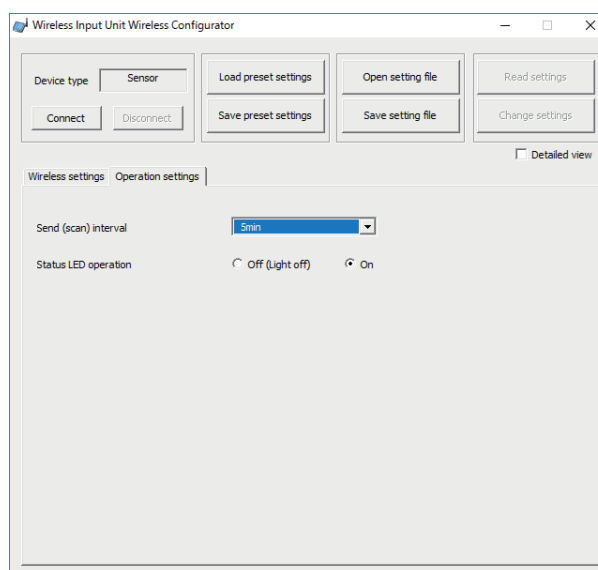 Wireless Input Unit Wireless Configurator
Device type Sensor
Connect Disconnect
Load preset settings
Save preset settings
Open setting file
Save setting file
Read settings
Change settings
Detailed view
Wireless settings Operation settings
Send (scan) interval 5min
Status LED operation Off (Light off) On